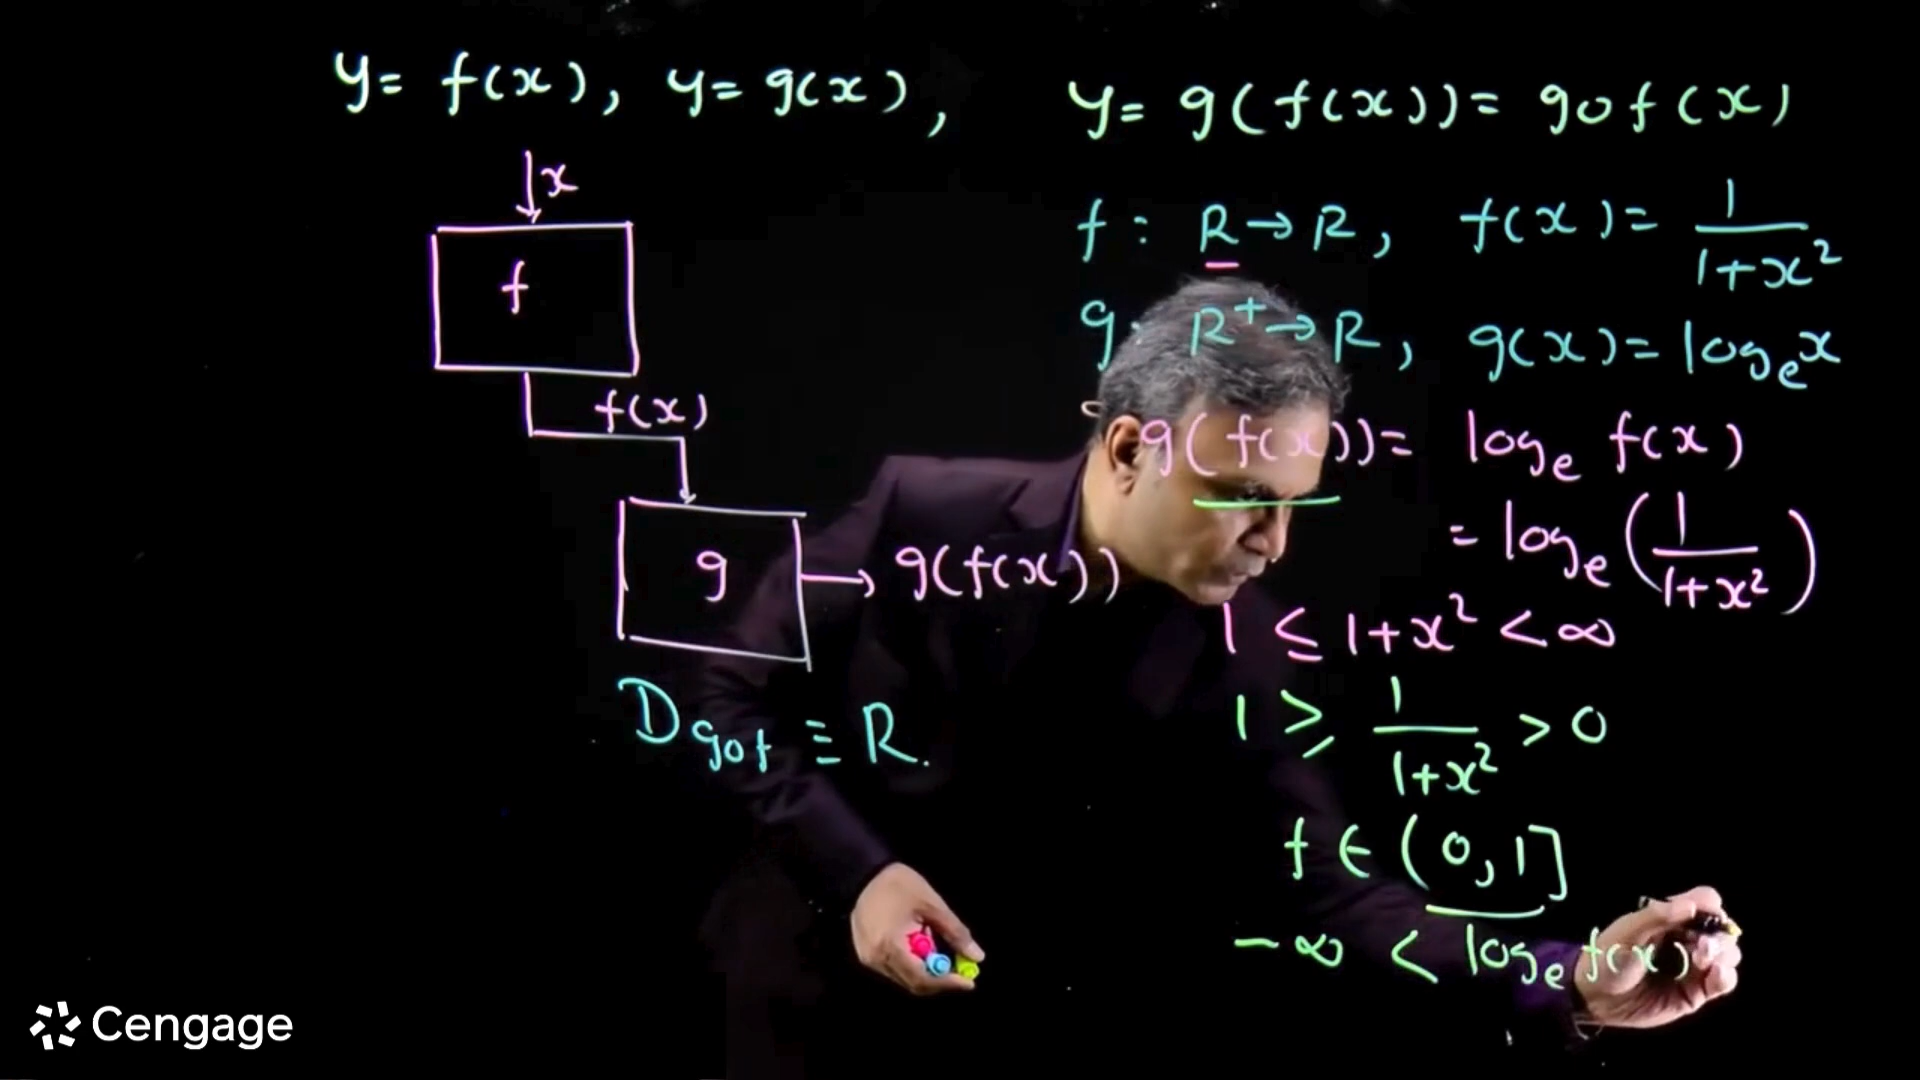 y = f(x), y = g(x), y = g(f(x)) = gof(x)
x
f
f(x)
g → g(f(x))
D gof ≡ R.
f : R → R, f(x) = 1/(1+x²)
g : R⁺ → R, g(x) = logₑx
g(f(x)) = logₑ f(x)
= logₑ (1/(1+x²))
1 ≤ 1+x² < ∞
1 ≥ 1/(1+x²) > 0
f ∈ (0, 1]
-∞ < logₑ f(x)
Cengage